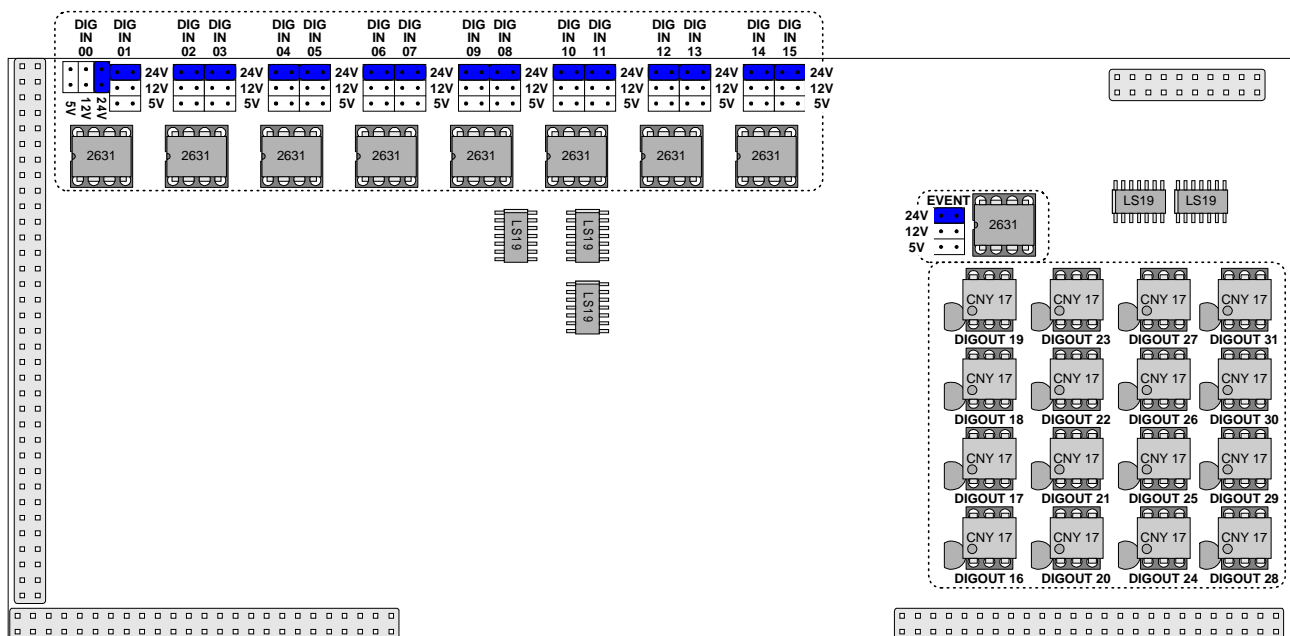 DIG IN 00
DIG IN 01
DIG IN 02
DIG IN 03
DIG IN 04
DIG IN 05
DIG IN 06
DIG IN 07
DIG IN 09
DIG IN 08
DIG IN 10
DIG IN 11
DIG IN 12
DIG IN 13
DIG IN 14
DIG IN 15
5V 12V 24V
24V 24V 24V 24V 24V 24V 24V 24V
12V 12V 12V 12V 12V 12V 12V 12V
5V 5V 5V 5V 5V 5V 5V 5V
2631 2631 2631 2631 2631 2631 2631 2631
LS19 LS19
EVENT
24V
12V
5V
2631
LS19 LS19
LS19
CNY 17 CNY 17 CNY 17 CNY 17
DIGOUT 19 DIGOUT 23 DIGOUT 27 DIGOUT 31
CNY 17 CNY 17 CNY 17 CNY 17
DIGOUT 18 DIGOUT 22 DIGOUT 26 DIGOUT 30
CNY 17 CNY 17 CNY 17 CNY 17
DIGOUT 17 DIGOUT 21 DIGOUT 25 DIGOUT 29
CNY 17 CNY 17 CNY 17 CNY 17
DIGOUT 16 DIGOUT 20 DIGOUT 24 DIGOUT 28